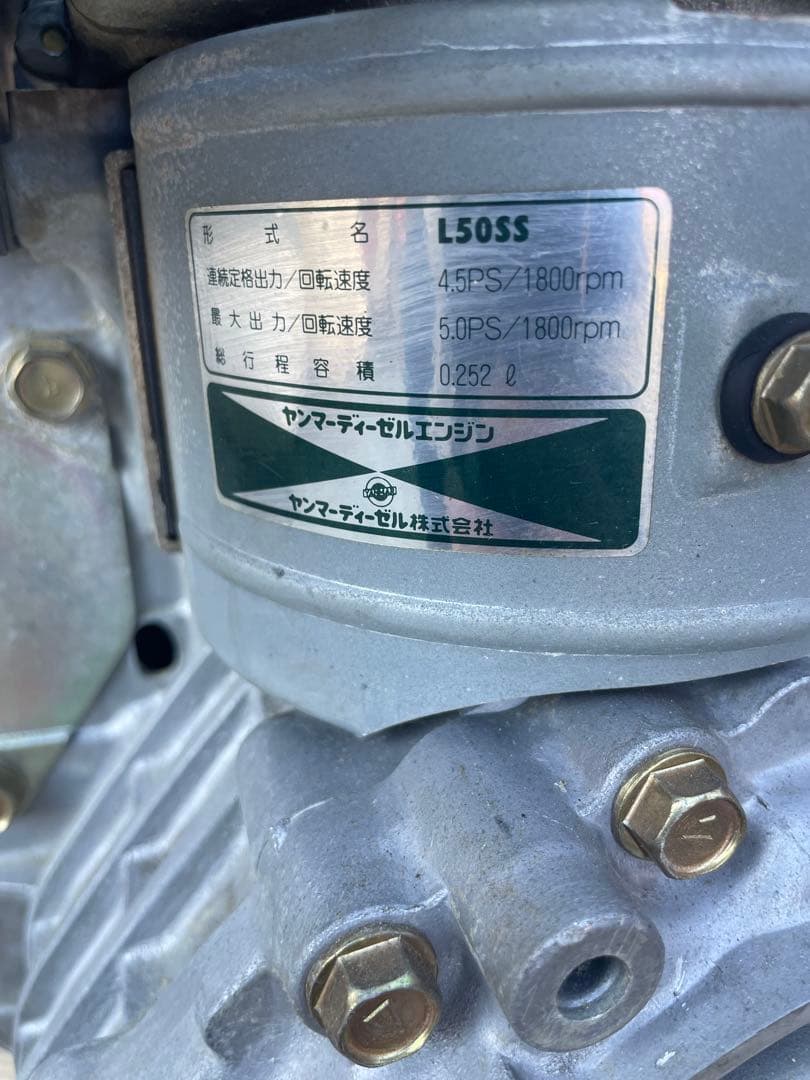 形式名 L50SS
連続定格出力/回転速度 4.5PS/1800rpm
最大出力/回転速度 5.0PS/1800rpm
総行程容積 0.252 ℓ
ヤンマーディーゼルエンジン
YANMAR
ヤンマーディーゼル株式会社